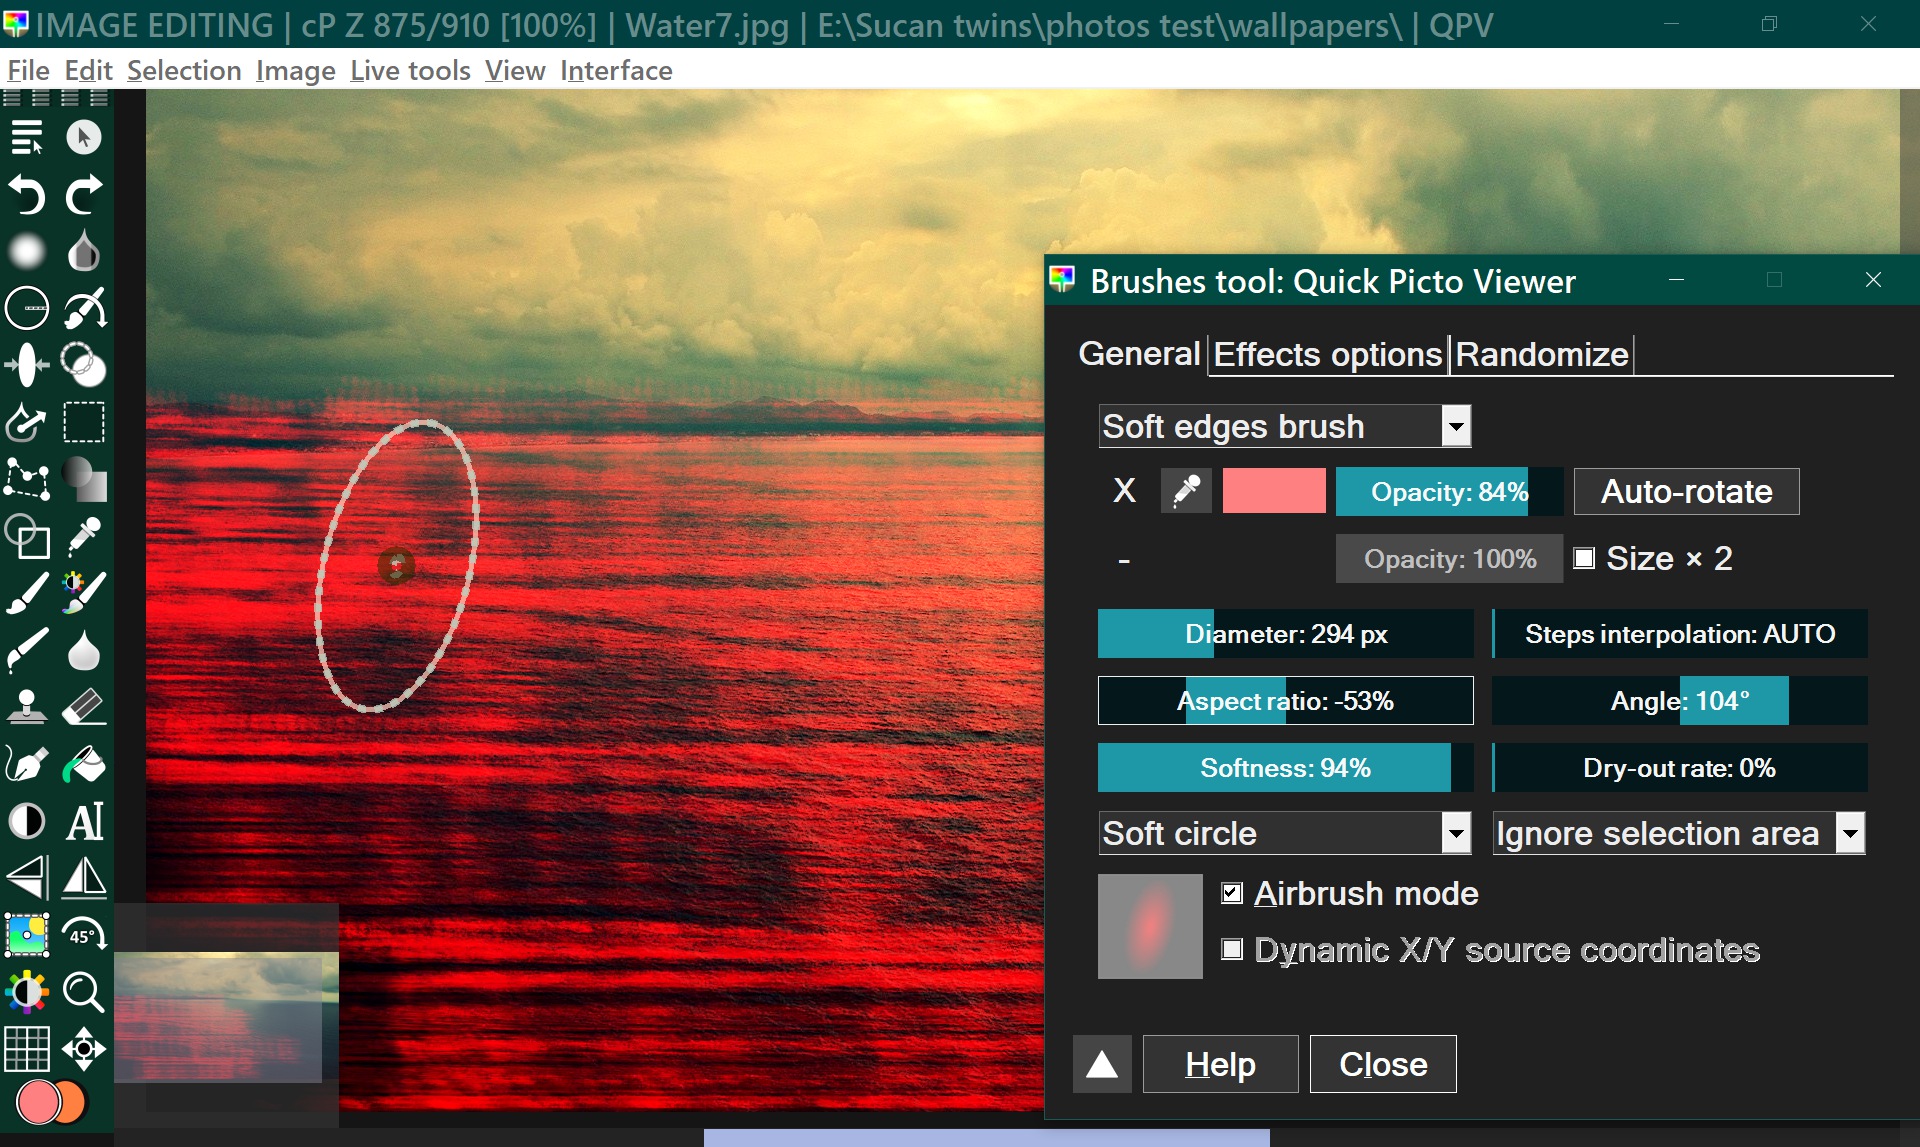 IMAGE EDITING | cP Z 875/910 [100%] | Water7.jpg | E:\Sucan twins\photos test\wallpapers\ | QPV
File Edit Selection Image Live tools View Interface
Brushes tool: Quick Picto Viewer
General Effects options Randomize
Soft edges brush
X Opacity: 84% Auto-rotate
- Opacity: 100% Size × 2
Diameter: 294 px Steps interpolation: AUTO
Aspect ratio: -53% Angle: 104°
Softness: 94% Dry-out rate: 0%
Soft circle Ignore selection area
Airbrush mode
Dynamic X/Y source coordinates
Help Close
AI
45°